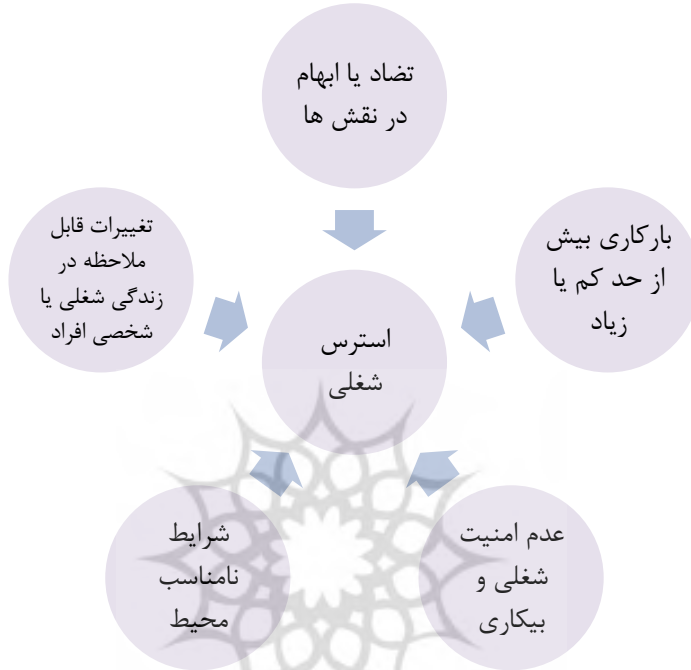 تضاد یا ابهام
در نقش ها
بارکاری بیش
از حد کم یا
زیاد
تغییرات قابل
ملاحظه در
زندگی شغلی یا
شخصی افراد
استرس
شغلی
عدم امنیت
شغلی و
بیکاری
شرایط
نامناسب
محیط